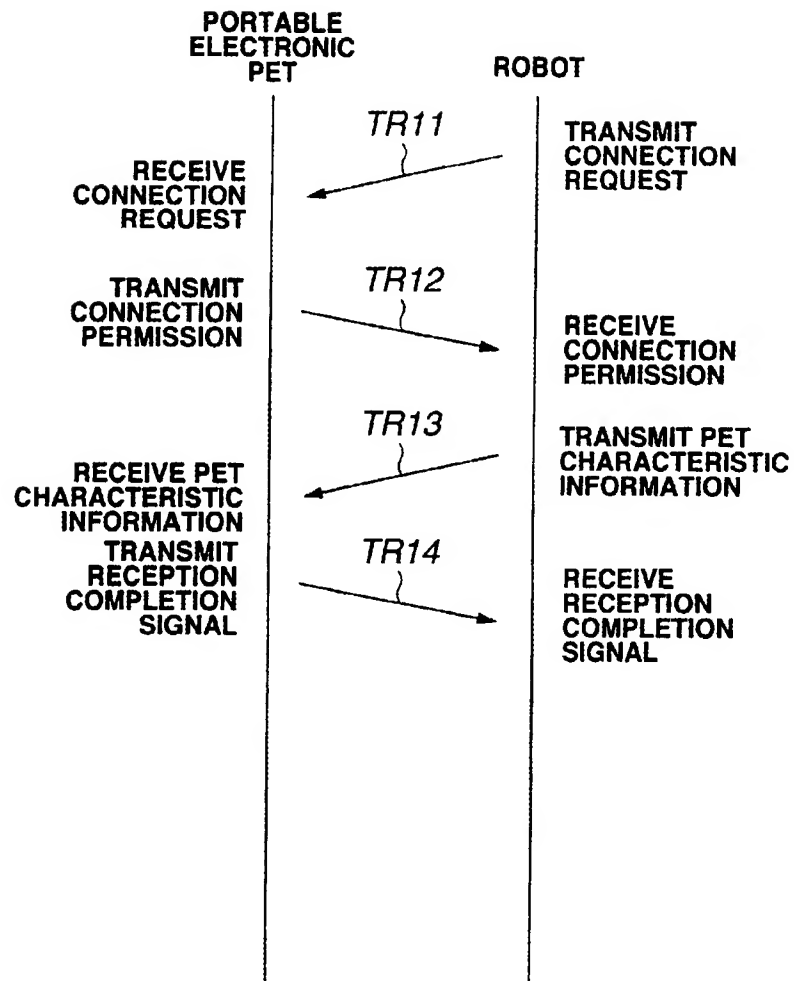 PORTABLE
ELECTRONIC
PET
ROBOT
TR11
TRANSMIT
CONNECTION
REQUEST
RECEIVE
CONNECTION
REQUEST
TRANSMIT
CONNECTION
PERMISSION
TR12
RECEIVE
CONNECTION
PERMISSION
TR13
TRANSMIT PET
CHARACTERISTIC
INFORMATION
RECEIVE PET
CHARACTERISTIC
INFORMATION
TRANSMIT
RECEPTION
COMPLETION
SIGNAL
TR14
RECEIVE
RECEPTION
COMPLETION
SIGNAL